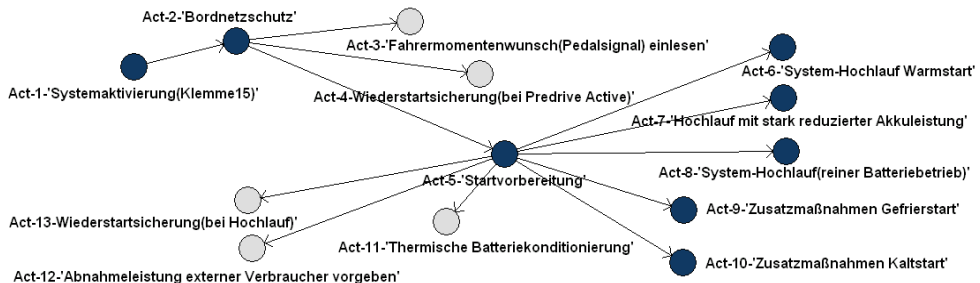 Act-2-'Bordnetzschutz'
Act-3-'Fahrermomentenwunsch(Pedalsignal) einlesen'
Act-1-'Systemaktivierung(Klemme15)'
Act-4-Wiederstartsicherung(bei Predrive Active)'
Act-6-'System-Hochlauf Warmstart'
Act-7-'Hochlauf mit stark reduzierter Akkuleistung'
Act-5-'Startvorbereitung'
Act-8-'System-Hochlauf(reiner Batteriebetrieb)'
Act-13-Wiederstartsicherung(bei Hochlauf)'
Act-9-'Zusatzmaßnahmen Gefrierstart'
Act-11-'Thermische Batteriekonditionierung'
Act-10-'Zusatzmaßnahmen Kaltstart'
Act-12-'Abnahmeleistung externer Verbraucher vorgeben'